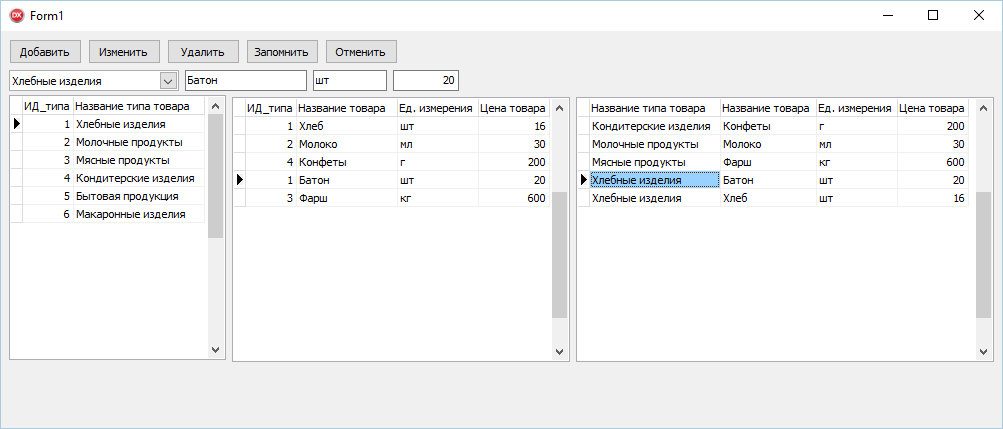 DX Form1
Добавить Изменить Удалить Запомнить Отменить
Хлебные изделия Батон шт 20
ИД_типа Название типа товара
1 Хлебные изделия
2 Молочные продукты
3 Мясные продукты
4 Кондитерские изделия
5 Бытовая продукция
6 Макаронные изделия
ИД_типа Название товара Ед. измерения Цена товара
1 Хлеб шт 16
2 Молоко мл 30
4 Конфеты г 200
1 Батон шт 20
3 Фарш кг 600
Название типа товара Название товара Ед. измерения Цена товара
Кондитерские изделия Конфеты г 200
Молочные продукты Молоко мл 30
Мясные продукты Фарш кг 600
Хлебные изделия Батон шт 20
Хлебные изделия Хлеб шт 16